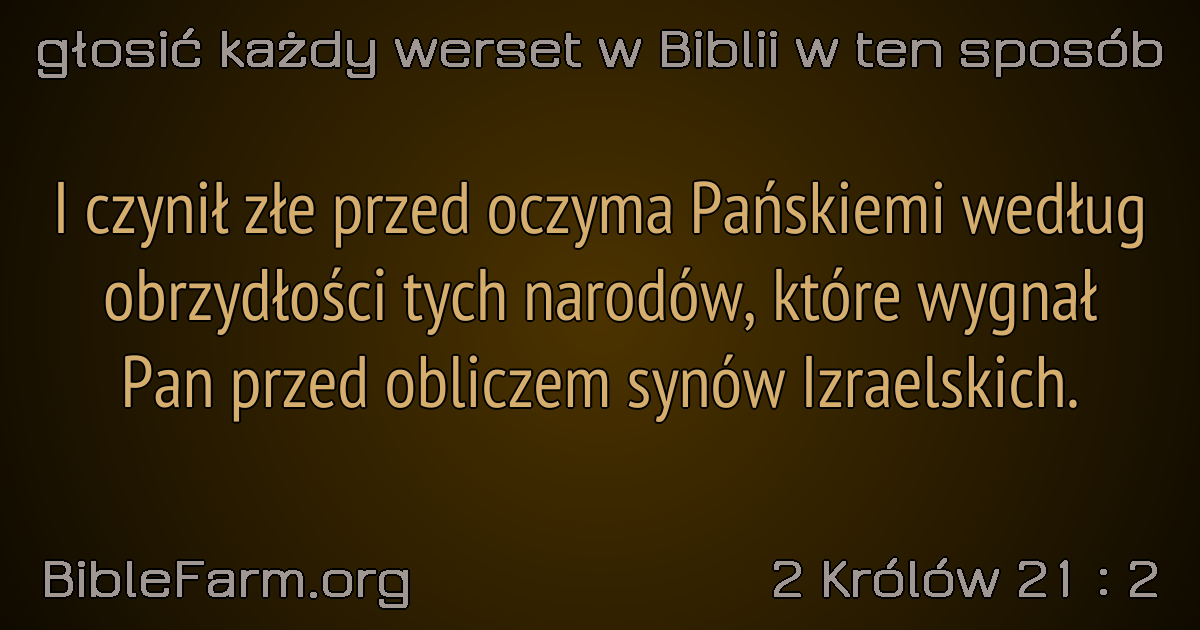 głosić każdy werset w Biblii w ten sposób
I czynił złe przed oczyma Pańskiemi według
obrzydłości tych narodów, które wygnał
Pan przed obliczem synów Izraelskich.
BibleFarm.org
2 Królów 21 : 2